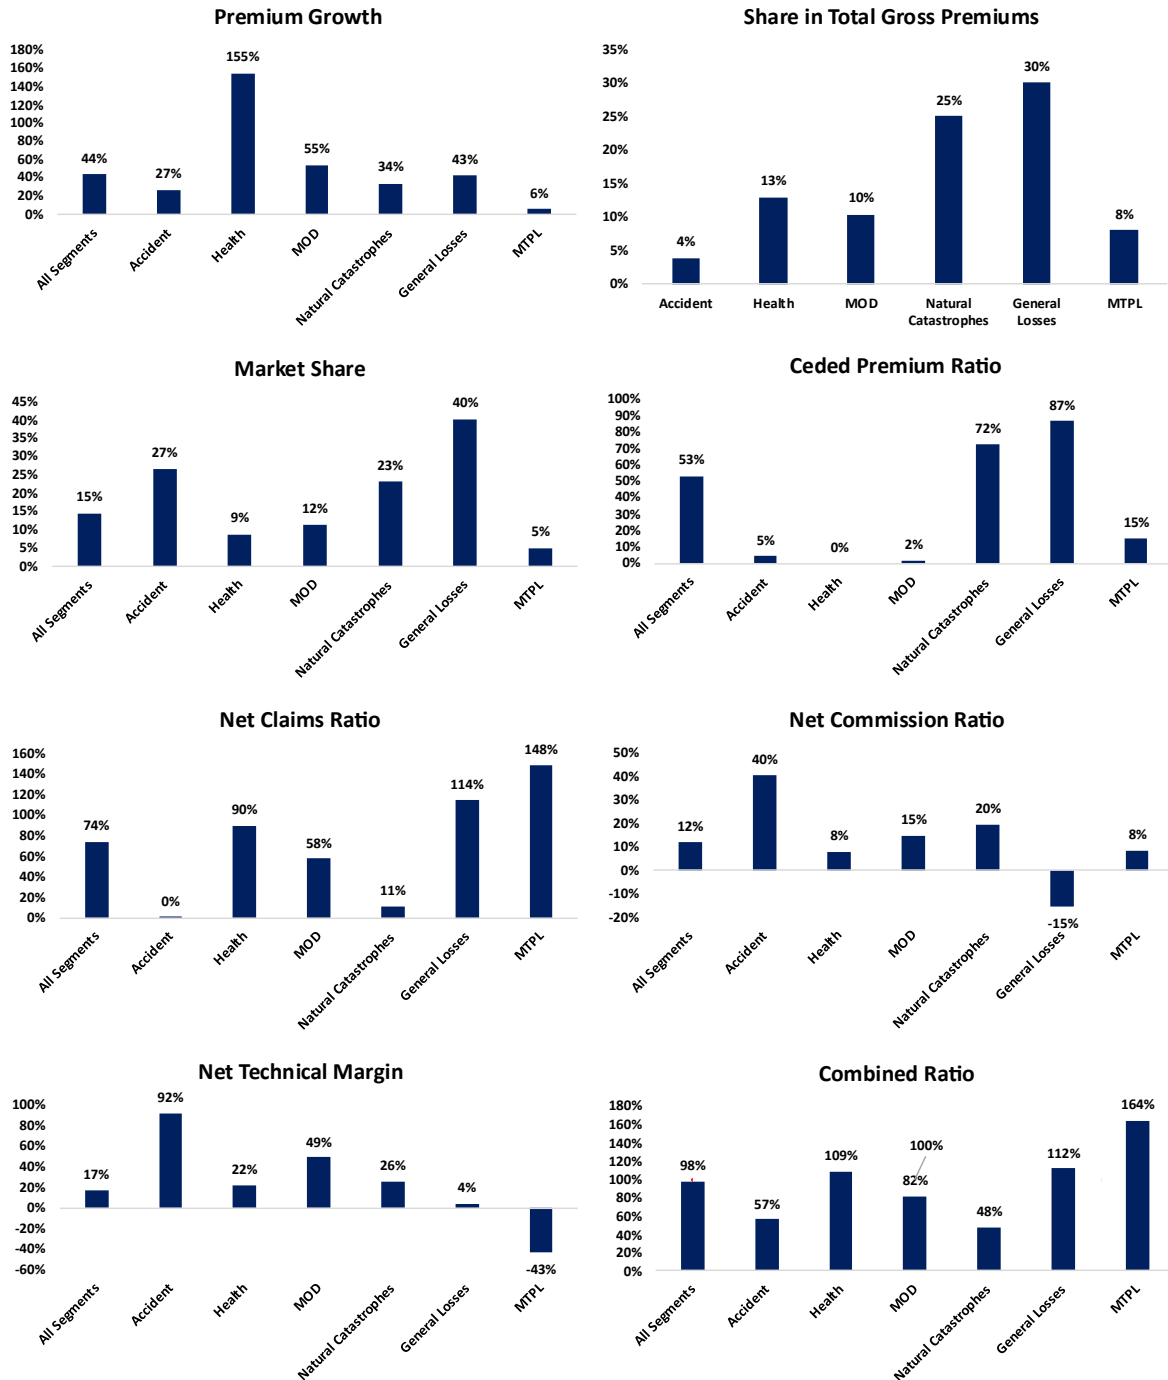 Premium Growth
180%
160%
140%
120%
100%
80%
60%
40%
20%
0%
44%
27%
155%
55%
34%
43%
6%
All Segments
Accident
Health
MOD
Natural Catastrophes
General Losses
MTPL
Share in Total Gross Premiums
35%
30%
25%
20%
15%
10%
5%
0%
4%
13%
10%
25%
30%
8%
Accident
Health
MOD
Natural
Catastrophes
General
Losses
MTPL
Market Share
45%
40%
35%
30%
25%
20%
15%
10%
5%
0%
15%
27%
9%
12%
23%
40%
5%
All Segments
Accident
Health
MOD
Natural Catastrophes
General Losses
MTPL
Ceded Premium Ratio
100%
90%
80%
70%
60%
50%
40%
30%
20%
10%
0%
53%
5%
0%
2%
72%
87%
15%
All Segments
Accident
Health
MOD
Natural Catastrophes
General Losses
MTPL
Net Claims Ratio
160%
140%
120%
100%
80%
60%
40%
20%
0%
74%
0%
90%
58%
11%
114%
148%
All Segments
Accident
Health
MOD
Natural Catastrophes
General Losses
MTPL
Net Commission Ratio
50%
40%
30%
20%
10%
0%
-10%
-20%
12%
40%
8%
15%
20%
-15%
8%
All Segments
Accident
Health
MOD
Natural Catastrophes
General Losses
MTPL
Net Technical Margin
100%
80%
60%
40%
20%
0%
-20%
-40%
-60%
17%
92%
22%
49%
26%
4%
-43%
All Segments
Accident
Health
MOD
Natural Catastrophes
General Losses
MTPL
Combined Ratio
180%
160%
140%
120%
100%
80%
60%
40%
20%
0%
98%
57%
109%
100%
82%
48%
112%
164%
All Segments
Accident
Health
MOD
Natural Catastrophes
General Losses
MTPL